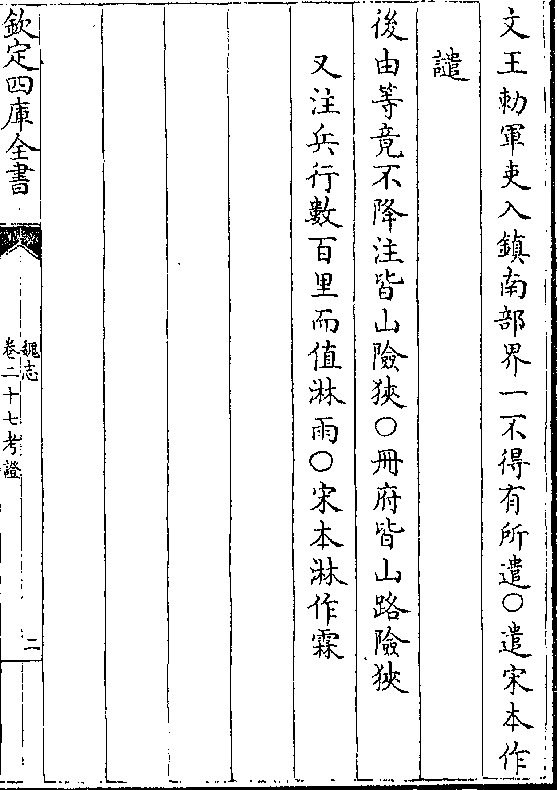 文王勅軍吏入鎮南部界一不得有所遣○遣宋本作
譴
後由等竟不降注皆山險狹○冊府皆山路險狹
又注兵行數百里而值淋雨○宋本淋作霖
欽定四庫全書
魏志
卷二十七考證
二